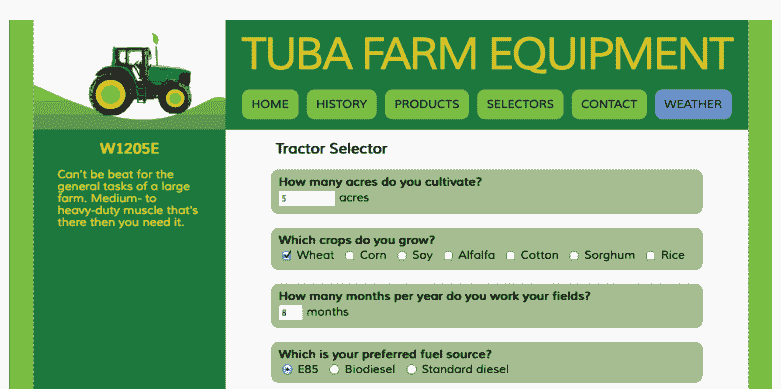 TUBA FARM EQUIPMENT
HOME HISTORY PRODUCTS SELECTORS CONTACT WEATHER
W1205E
Can't be beat for the
general tasks of a large
farm. Medium- to
heavy-duty muscle that's
there then you need it.
Tractor Selector
How many acres do you cultivate?
5 acres
Which crops do you grow?
Wheat Corn Soy Alfalfa Cotton Sorghum Rice
How many months per year do you work your fields?
8 months
Which is your preferred fuel source?
E85 Biodiesel Standard diesel